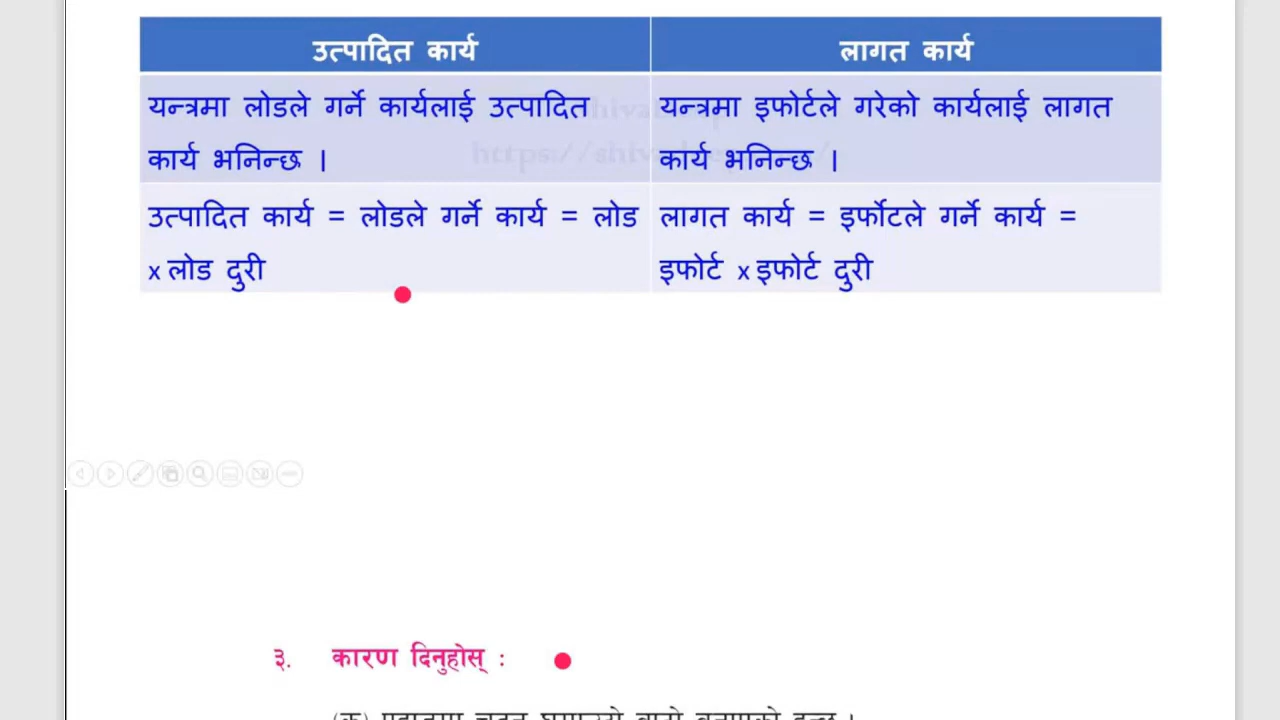 उत्पादित कार्य
लागत कार्य
यन्त्रमा लोडले गर्ने कार्यलाई उत्पादित
कार्य भनिन्छ ।
यन्त्रमा इफोर्टले गरेको कार्यलाई लागत
कार्य भनिन्छ ।
उत्पादित कार्य = लोडले गर्ने कार्य = लोड
x लोड दुरी
लागत कार्य = इर्फोटले गर्ने कार्य =
इफोर्ट x इफोर्ट दुरी
३. कारण दिनुहोस् :